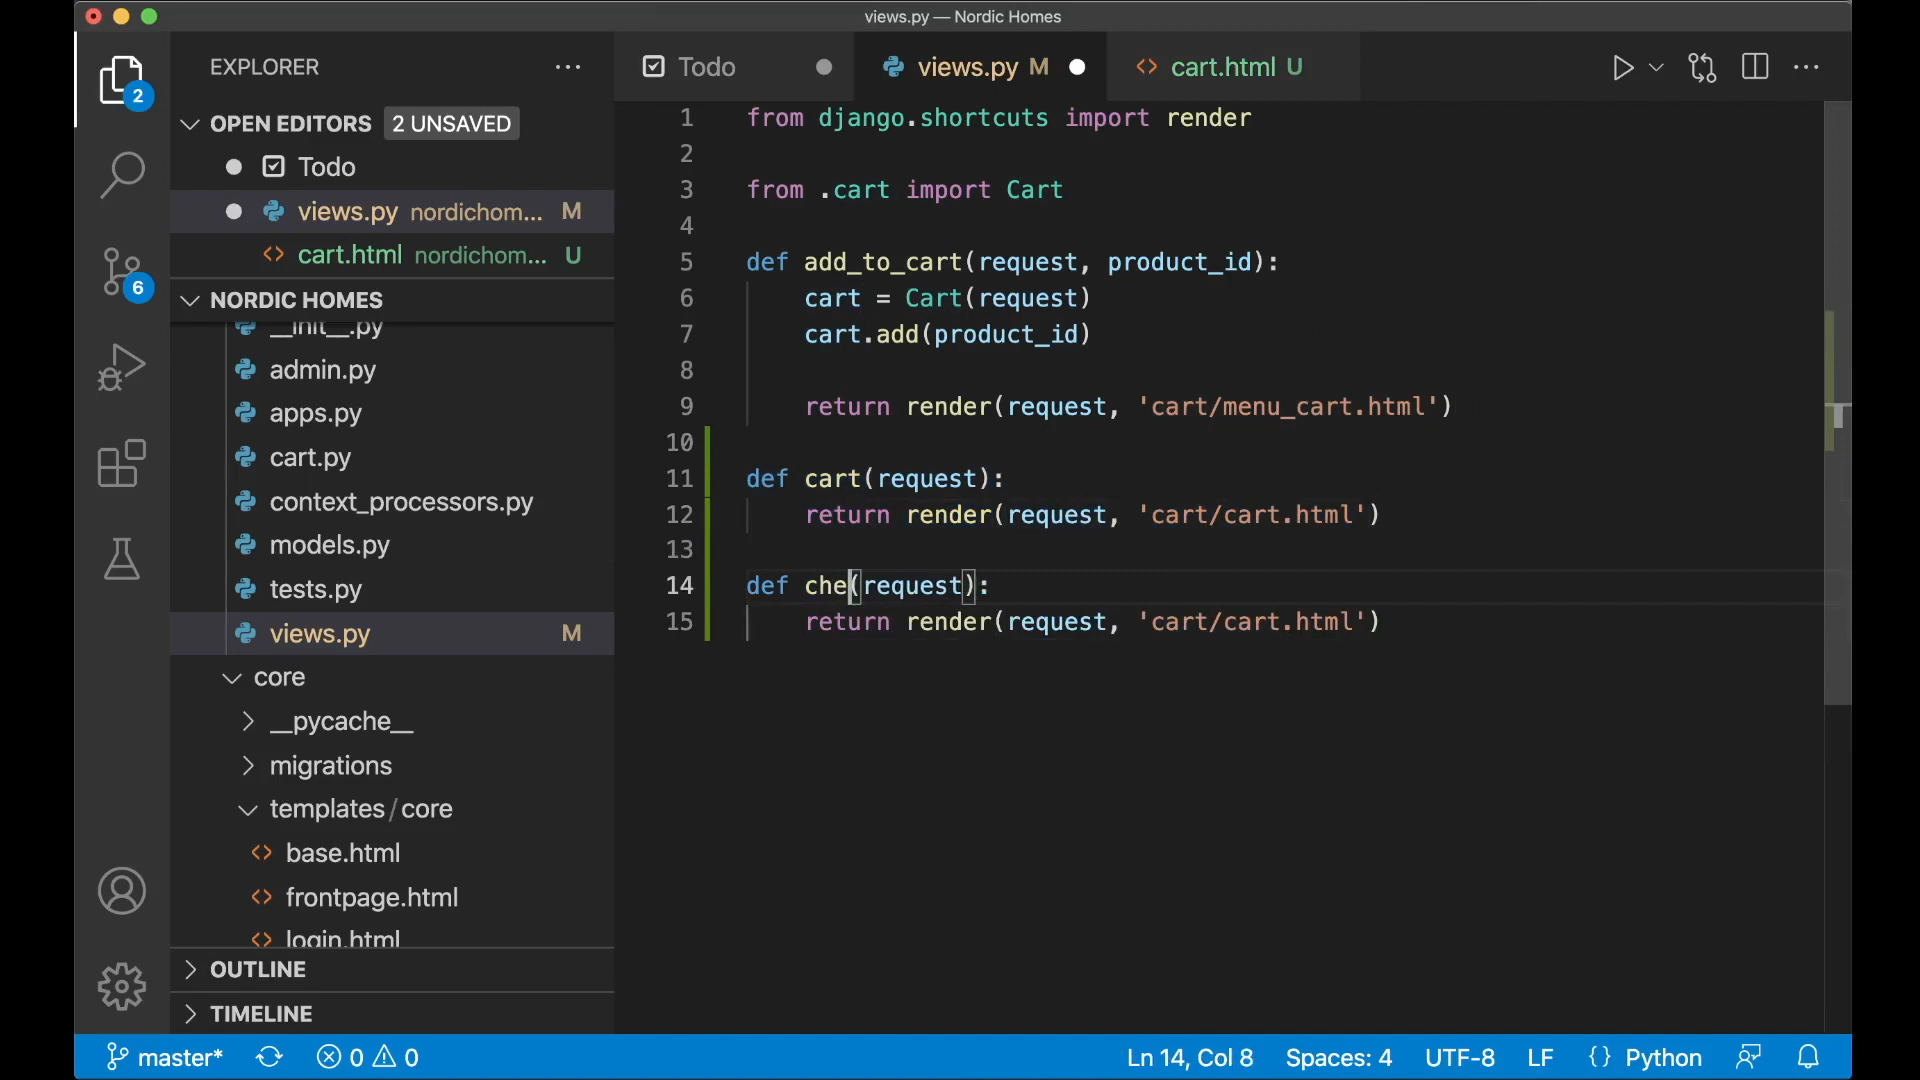 views.py — Nordic Homes
EXPLORER
Todo
views.py M
cart.html U
2
OPEN EDITORS 2 UNSAVED
Todo
views.py nordichom... M
cart.html nordichom... U
6
NORDIC HOMES
__init__.py
admin.py
apps.py
cart.py
context_processors.py
models.py
tests.py
views.py M
core
__pycache__
migrations
templates/core
base.html
frontpage.html
login.html
OUTLINE
TIMELINE
1 from django.shortcuts import render
2
3 from .cart import Cart
4
5 def add_to_cart(request, product_id):
6 cart = Cart(request)
7 cart.add(product_id)
8
9 return render(request, 'cart/menu_cart.html')
10
11 def cart(request):
12 return render(request, 'cart/cart.html')
13
14 def che(request):
15 return render(request, 'cart/cart.html')
master* 0 0 Ln 14, Col 8 Spaces: 4 UTF-8 LF {} Python